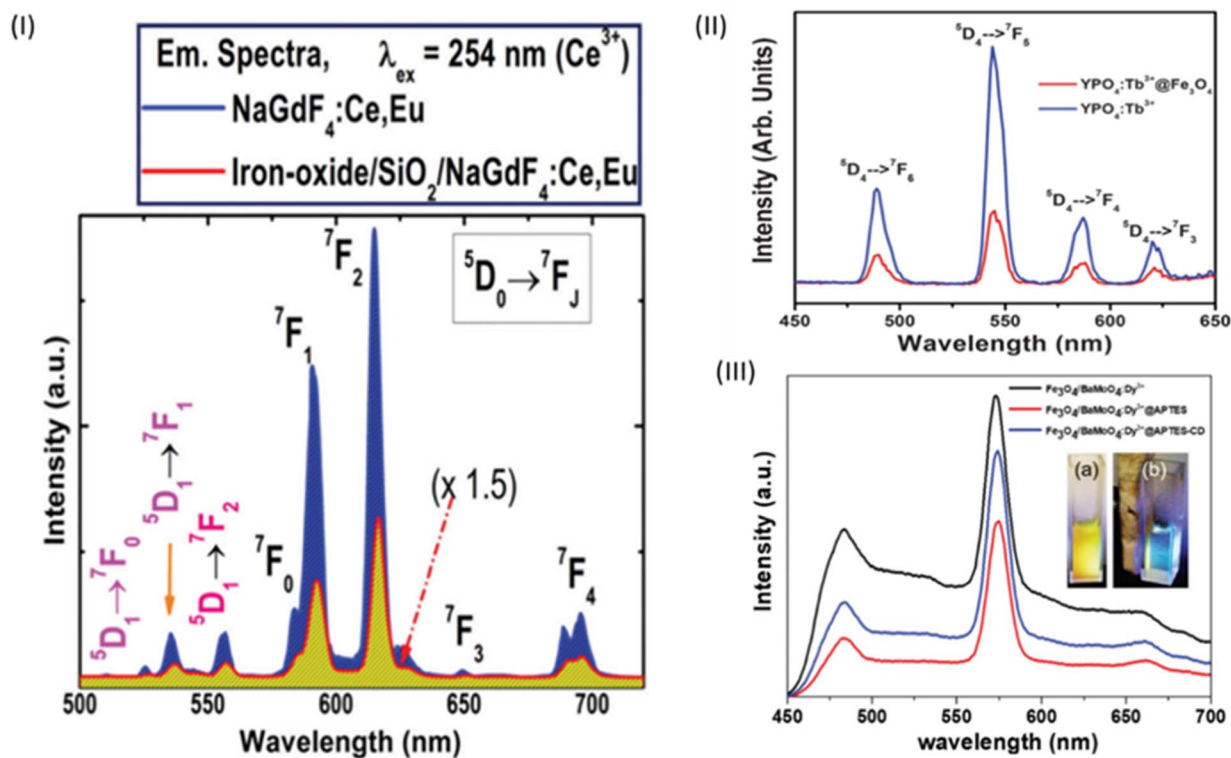 (I)
Em. Spectra, λex = 254 nm (Ce³⁺)
NaGdF₄:Ce,Eu
Iron-oxide/SiO₂/NaGdF₄:Ce,Eu
⁵D₀→⁷F_J
⁷F₂
⁷F₁
⁷F₀
(x 1.5)
⁷F₃
⁷F₄
⁵D₁→⁷F₀
⁵D₁→⁷F₁
⁵D₁→⁷F₂
Intensity (a.u.)
500 550 600 650 700
Wavelength (nm)
(II)
⁵D₄-->⁷F₅
YPO₄:Tb³⁺@Fe₃O₄
YPO₄:Tb³⁺
⁵D₄-->⁷F₆
⁵D₄-->⁷F₄
⁵D₄-->⁷F₃
Intensity (Arb. Units)
450 500 550 600 650
Wavelength (nm)
(III)
Fe₃O₄/BaMoO₄:Dy³⁺
Fe₃O₄/BaMoO₄:Dy³⁺@APTES
Fe₃O₄/BaMoO₄:Dy³⁺@APTES-CD
(a) (b)
Intensity (a.u.)
450 500 550 600 650 700
wavelength (nm)